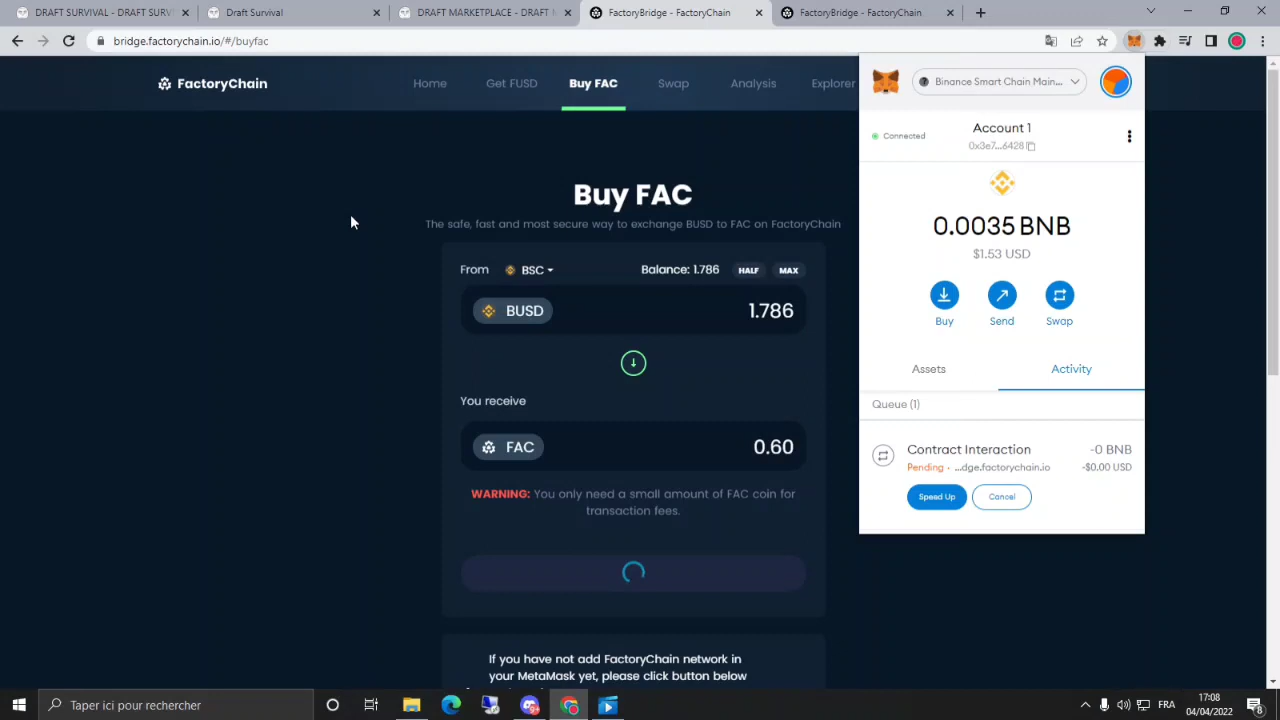 DRAFT SURVIVAL - DRAFT SURV
Draft Survival
DRAFT MARKETPLACE - DRAFT
FactoryBridge - FactoryChain
FactoryBridge - FactoryChain
bridge.factorychain.io/#/buyfac
FactoryChain
Home
Get FUSD
Buy FAC
Swap
Analysis
Explorer
Buy FAC
The safe, fast and most secure way to exchange BUSD to FAC on FactoryChain
From
BSC
Balance: 1.786
HALF
MAX
BUSD
1.786
You receive
FAC
0.60
WARNING: You only need a small amount of FAC coin for
transaction fees.
If you have not add FactoryChain network in
your MetaMask yet, please click button below
Binance Smart Chain Main...
Connected
Account 1
0x3e7...6428
0.0035 BNB
$1.53 USD
Buy
Send
Swap
Assets
Activity
Queue (1)
Contract Interaction
-0 BNB
Pending · ...dge.factorychain.io
-$0.00 USD
Speed Up
Cancel
Taper ici pour rechercher
FRA
17:08
04/04/2022
8